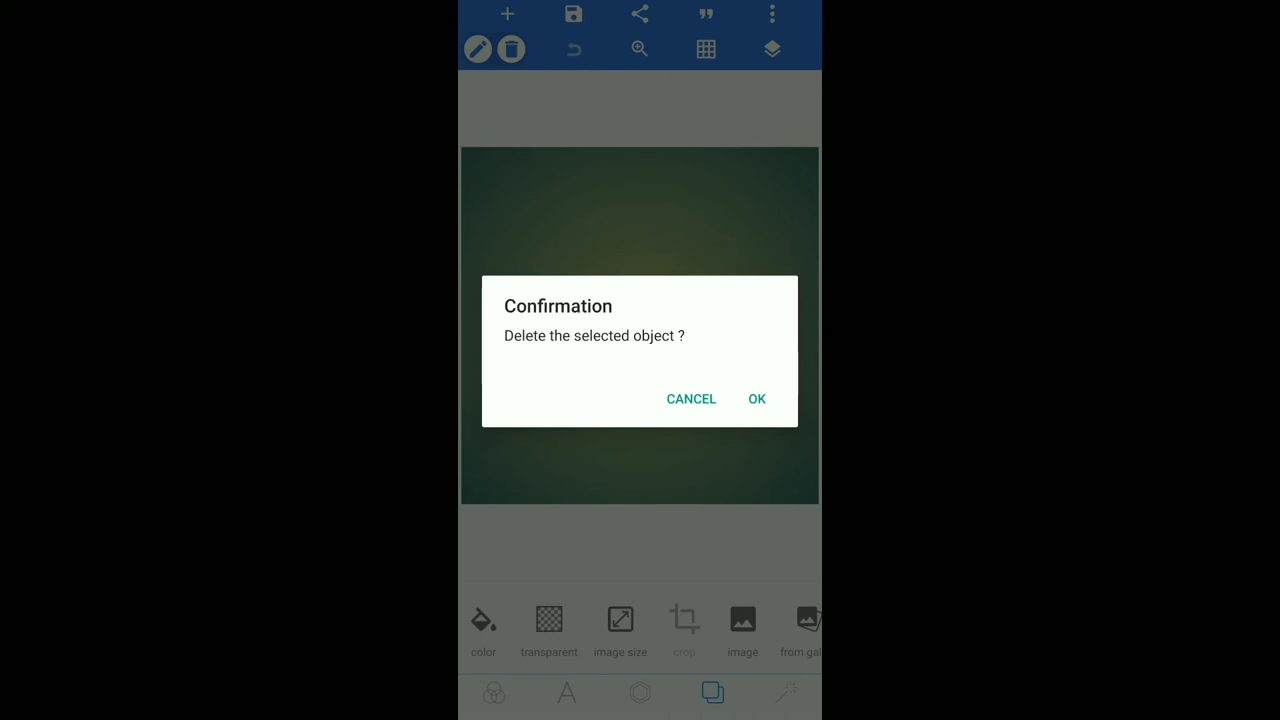 Confirmation
Delete the selected object ?
CANCEL OK
color transparent image size crop image from gal